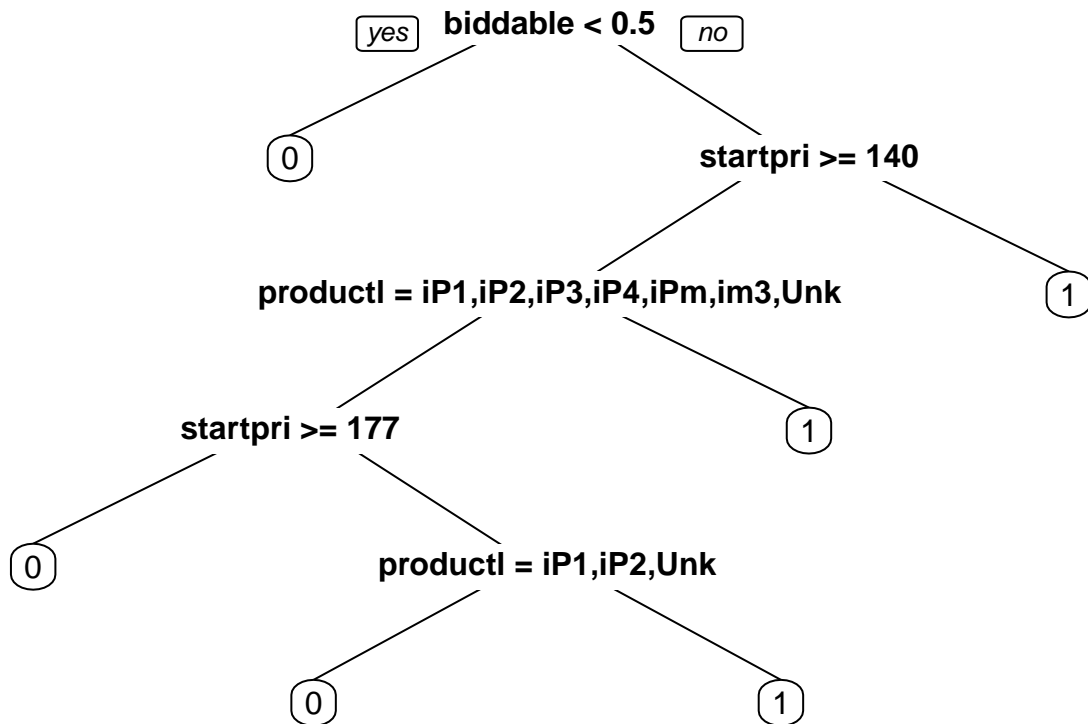 yes biddable < 0.5 no
0 startpri >= 140
productl = iP1,iP2,iP3,iP4,iPm,im3,Unk 1
startpri >= 177 1
0 productl = iP1,iP2,Unk
0 1